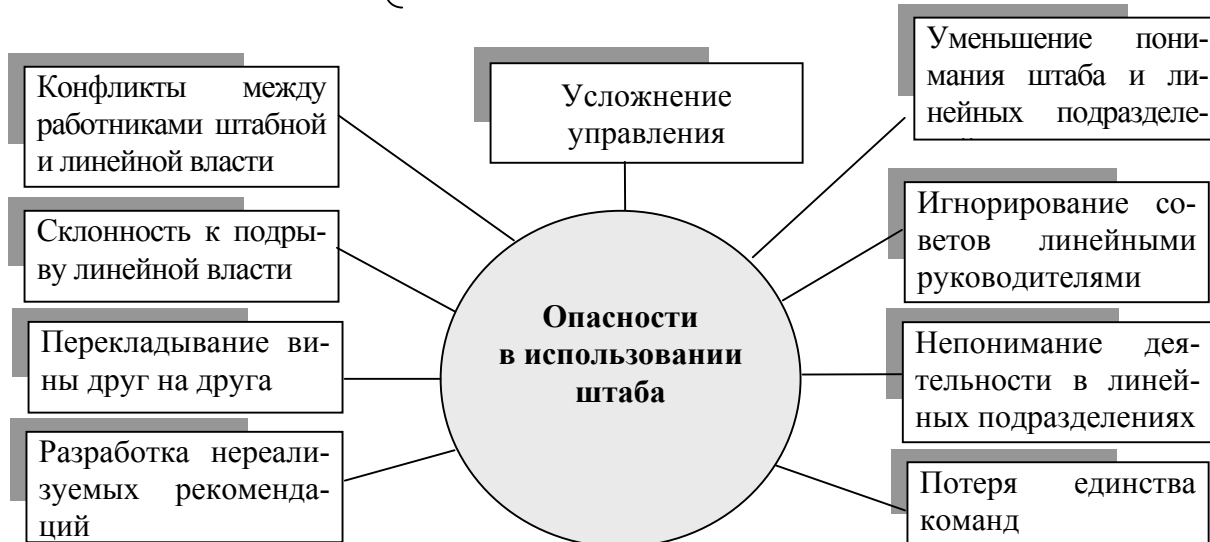 Конфликты между
работниками штабной
и линейной власти
Склонность к подры-
ву линейной власти
Перекладывание ви-
ны друг на друга
Разработка нереали-
зуемых рекоменда-
ций
Усложнение
управления
Опасности
в использовании
штаба
Уменьшение пони-
мания штаба и ли-
нейных подразделе-
Игнорирование со-
ветов линейными
руководителями
Непонимание дея-
тельности в линей-
ных подразделениях
Потеря единства
команд